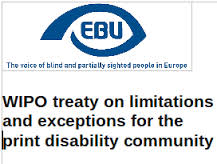 EBU
The voice of blind and partially sighted people in Europe
WIPO treaty on limitations
and exceptions for the
print disability community